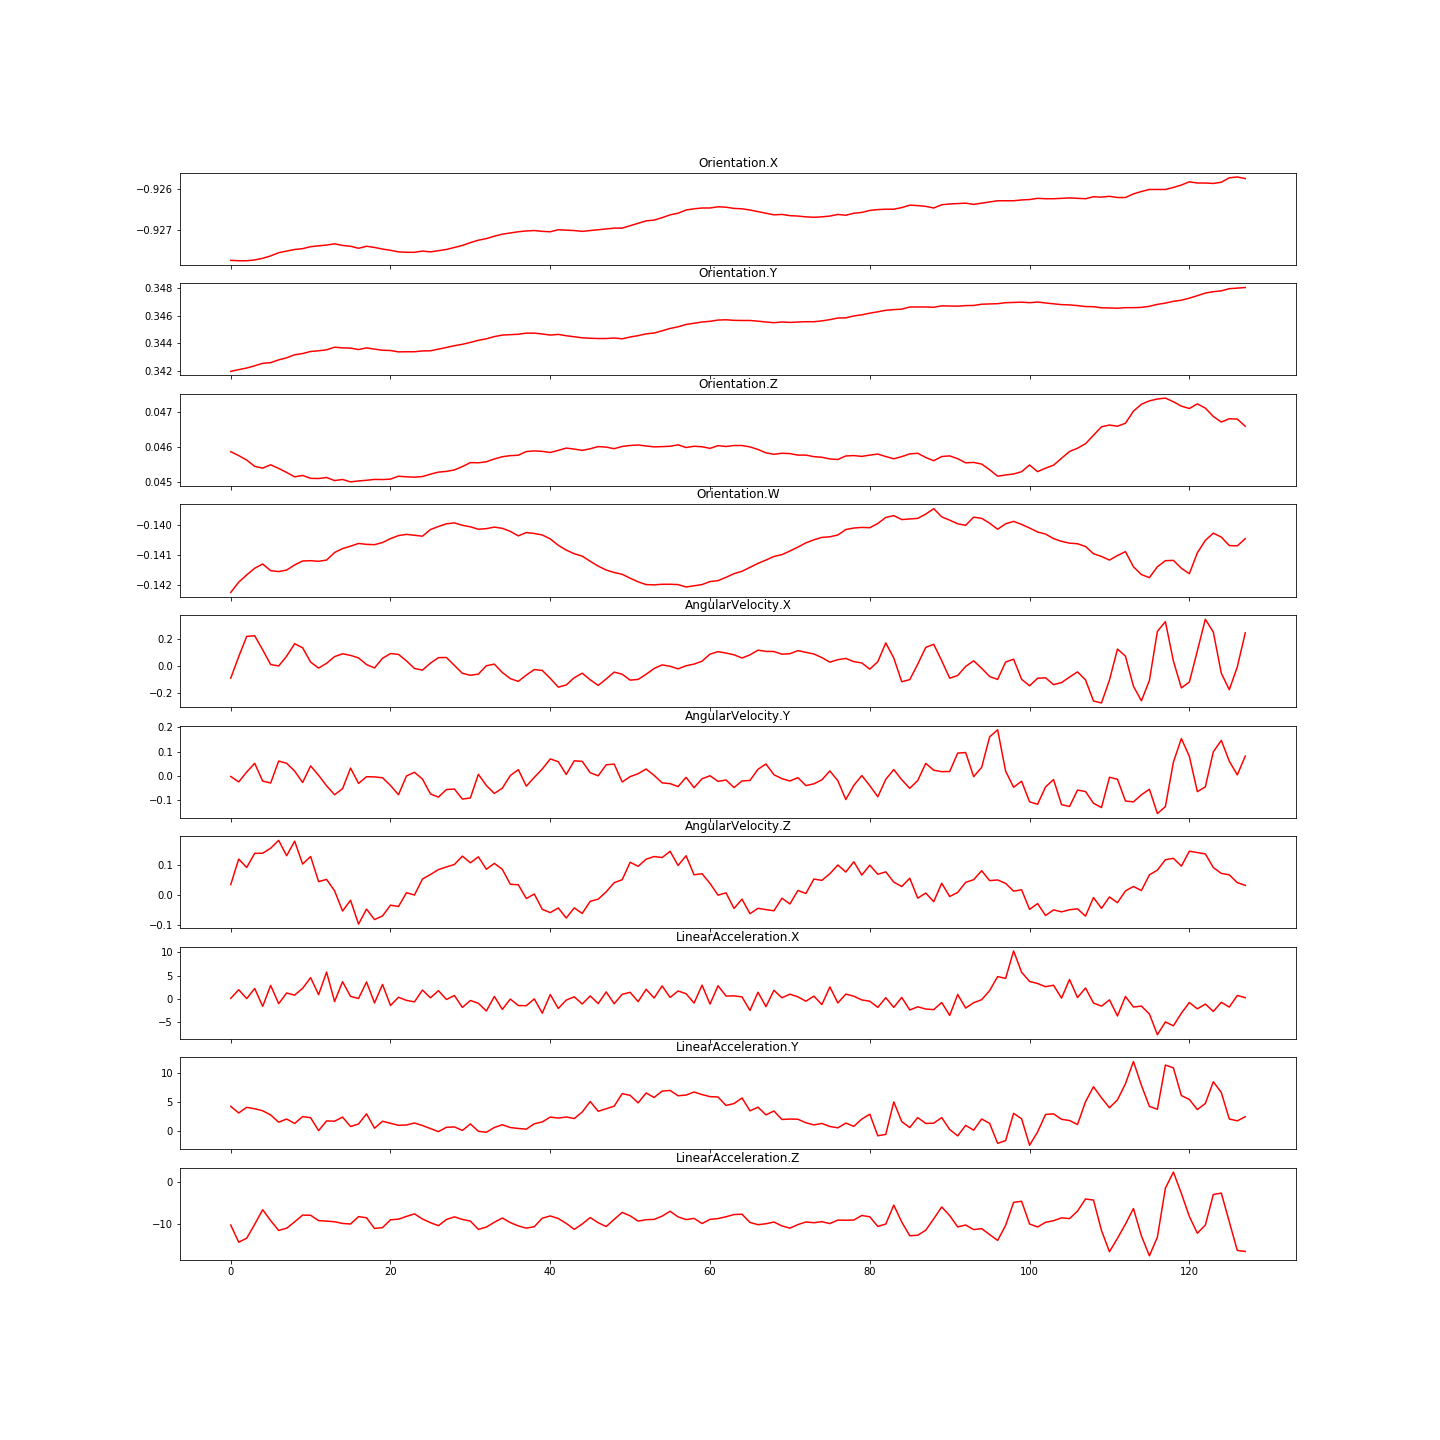 Orientation.X
−0.926
−0.927
Orientation.Y
0.348
0.346
0.344
0.342
Orientation.Z
0.047
0.046
0.045
Orientation.W
−0.140
−0.141
−0.142
AngularVelocity.X
0.2
0.0
−0.2
AngularVelocity.Y
0.2
0.1
0.0
−0.1
AngularVelocity.Z
0.1
0.0
−0.1
LinearAcceleration.X
10
5
0
−5
LinearAcceleration.Y
10
5
0
LinearAcceleration.Z
0
−10
0 20 40 60 80 100 120